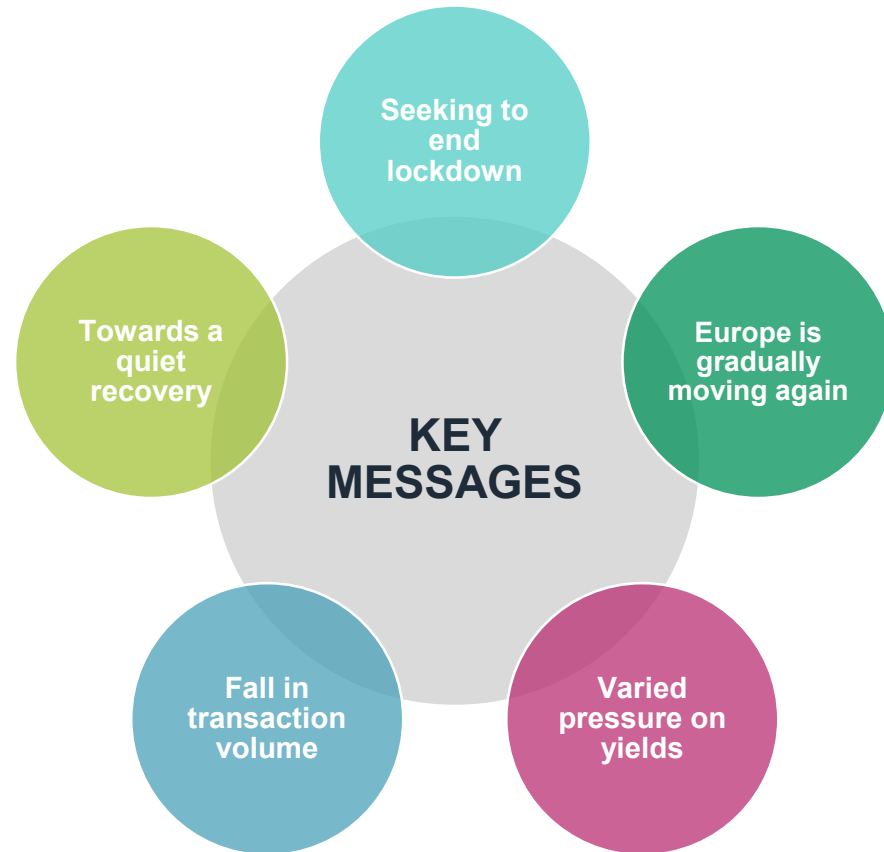 Seeking to
end
lockdown
Europe is
gradually
moving again
Varied
pressure on
yields
Fall in
transaction
volume
Towards a
quiet
recovery
KEY
MESSAGES